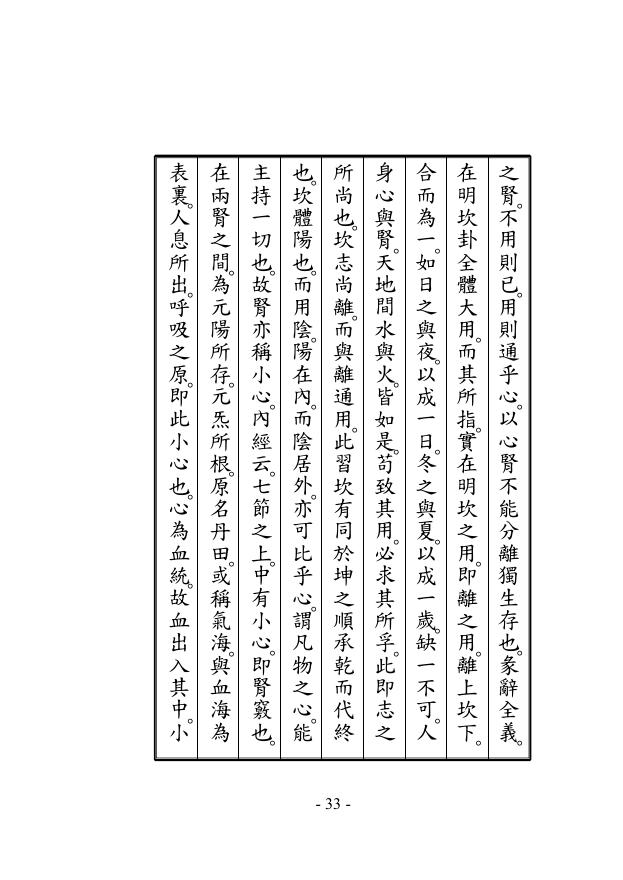 之腎。不用則已。用則通乎心。以心腎不能分離獨生存也。彖辭全義。
在明坎卦全體大用。而其所指。實在明坎之用。即離之用。離上坎下。
合而為一。如日之與夜。以成一日。冬之與夏。以成一歲。缺一不可。人
身心與腎。天地間水與火。皆如是。苟致其用。必求其所孚。此即志之
所尚也。坎志尚離。而與離通用。此習坎有同於坤之順承乾而代終
也。坎體陽也。而用陰。陽在內。而陰居外。亦可比乎心。謂凡物之心。能
主持一切也。故腎亦稱小心。內經云。七節之上。中有小心。即腎竅也。
在兩腎之間。為元陽所存。元炁所根。原名丹田。或稱氣海。與血海為
表裏。人息所出。呼吸之原。即此小心也。心為血統。故血出入其中。小
- 33 -